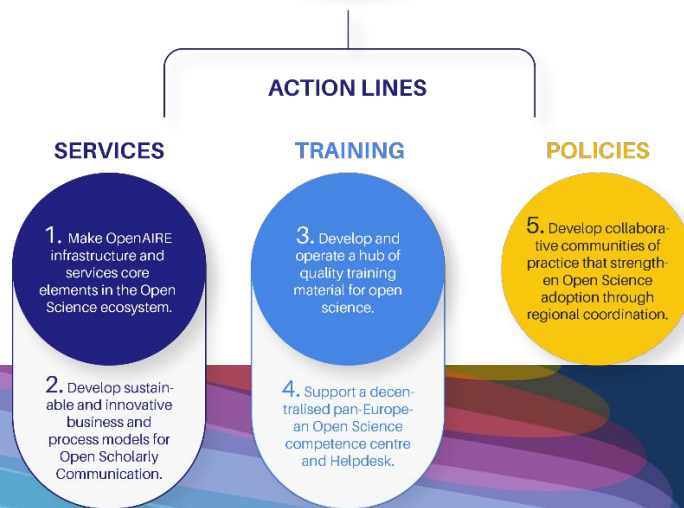 ACTION LINES
SERVICES
1. Make OpenAIRE
infrastructure and
services core
elements in the Open
Science ecosystem.
2. Develop sustain-
able and innovative
business and
process models for
Open Scholarly
Communication.
TRAINING
3. Develop and
operate a hub of
quality training
material for open
science.
4. Support a decen-
tralised pan-Europe-
an Open Science
competence centre
and Helpdesk.
POLICIES
5. Develop collabora-
tive communities of
practice that strength-
en Open Science
adoption through
regional coordination.